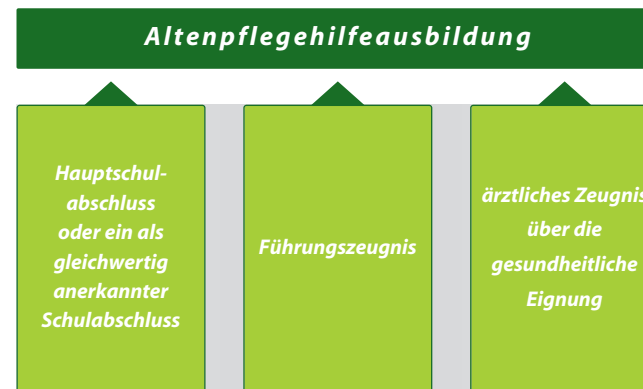 Altenpflegehilfeausbildung
Hauptschul-
abschluss
oder ein als
gleichwertig
anerkannter
Schulabschluss
Führungszeugnis
ärztliches Zeugnis
über die
gesundheitliche
Eignung